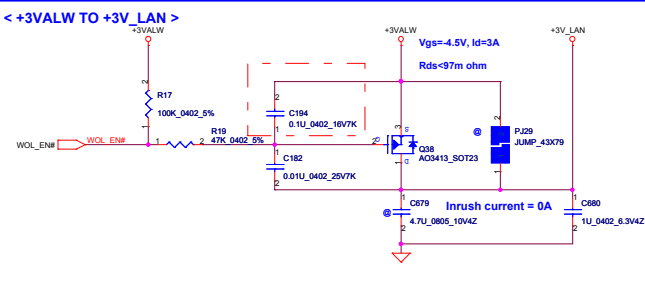 < +3VALW TO +3V_LAN >
+3VALW
+3VALW
+3V_LAN
Vgs=-4.5V, Id=3A
Rds<97m ohm
2
R17
100K_0402_5%
1
2
C194
0.1U_0402_16V7K
1
WOL_EN#
WOL_EN#
1
R19
2
47K_0402_5%
1
C182
0.01U_0402_25V7K
2
3
S
G
2
Q38
AO3413_SOT23
D
1
@
2
PJ29
JUMP_43X79
1
1
C679
@
4.7U_0805_10V4Z
2
Inrush current = 0A
1
C680
1U_0402_6.3V4Z
2